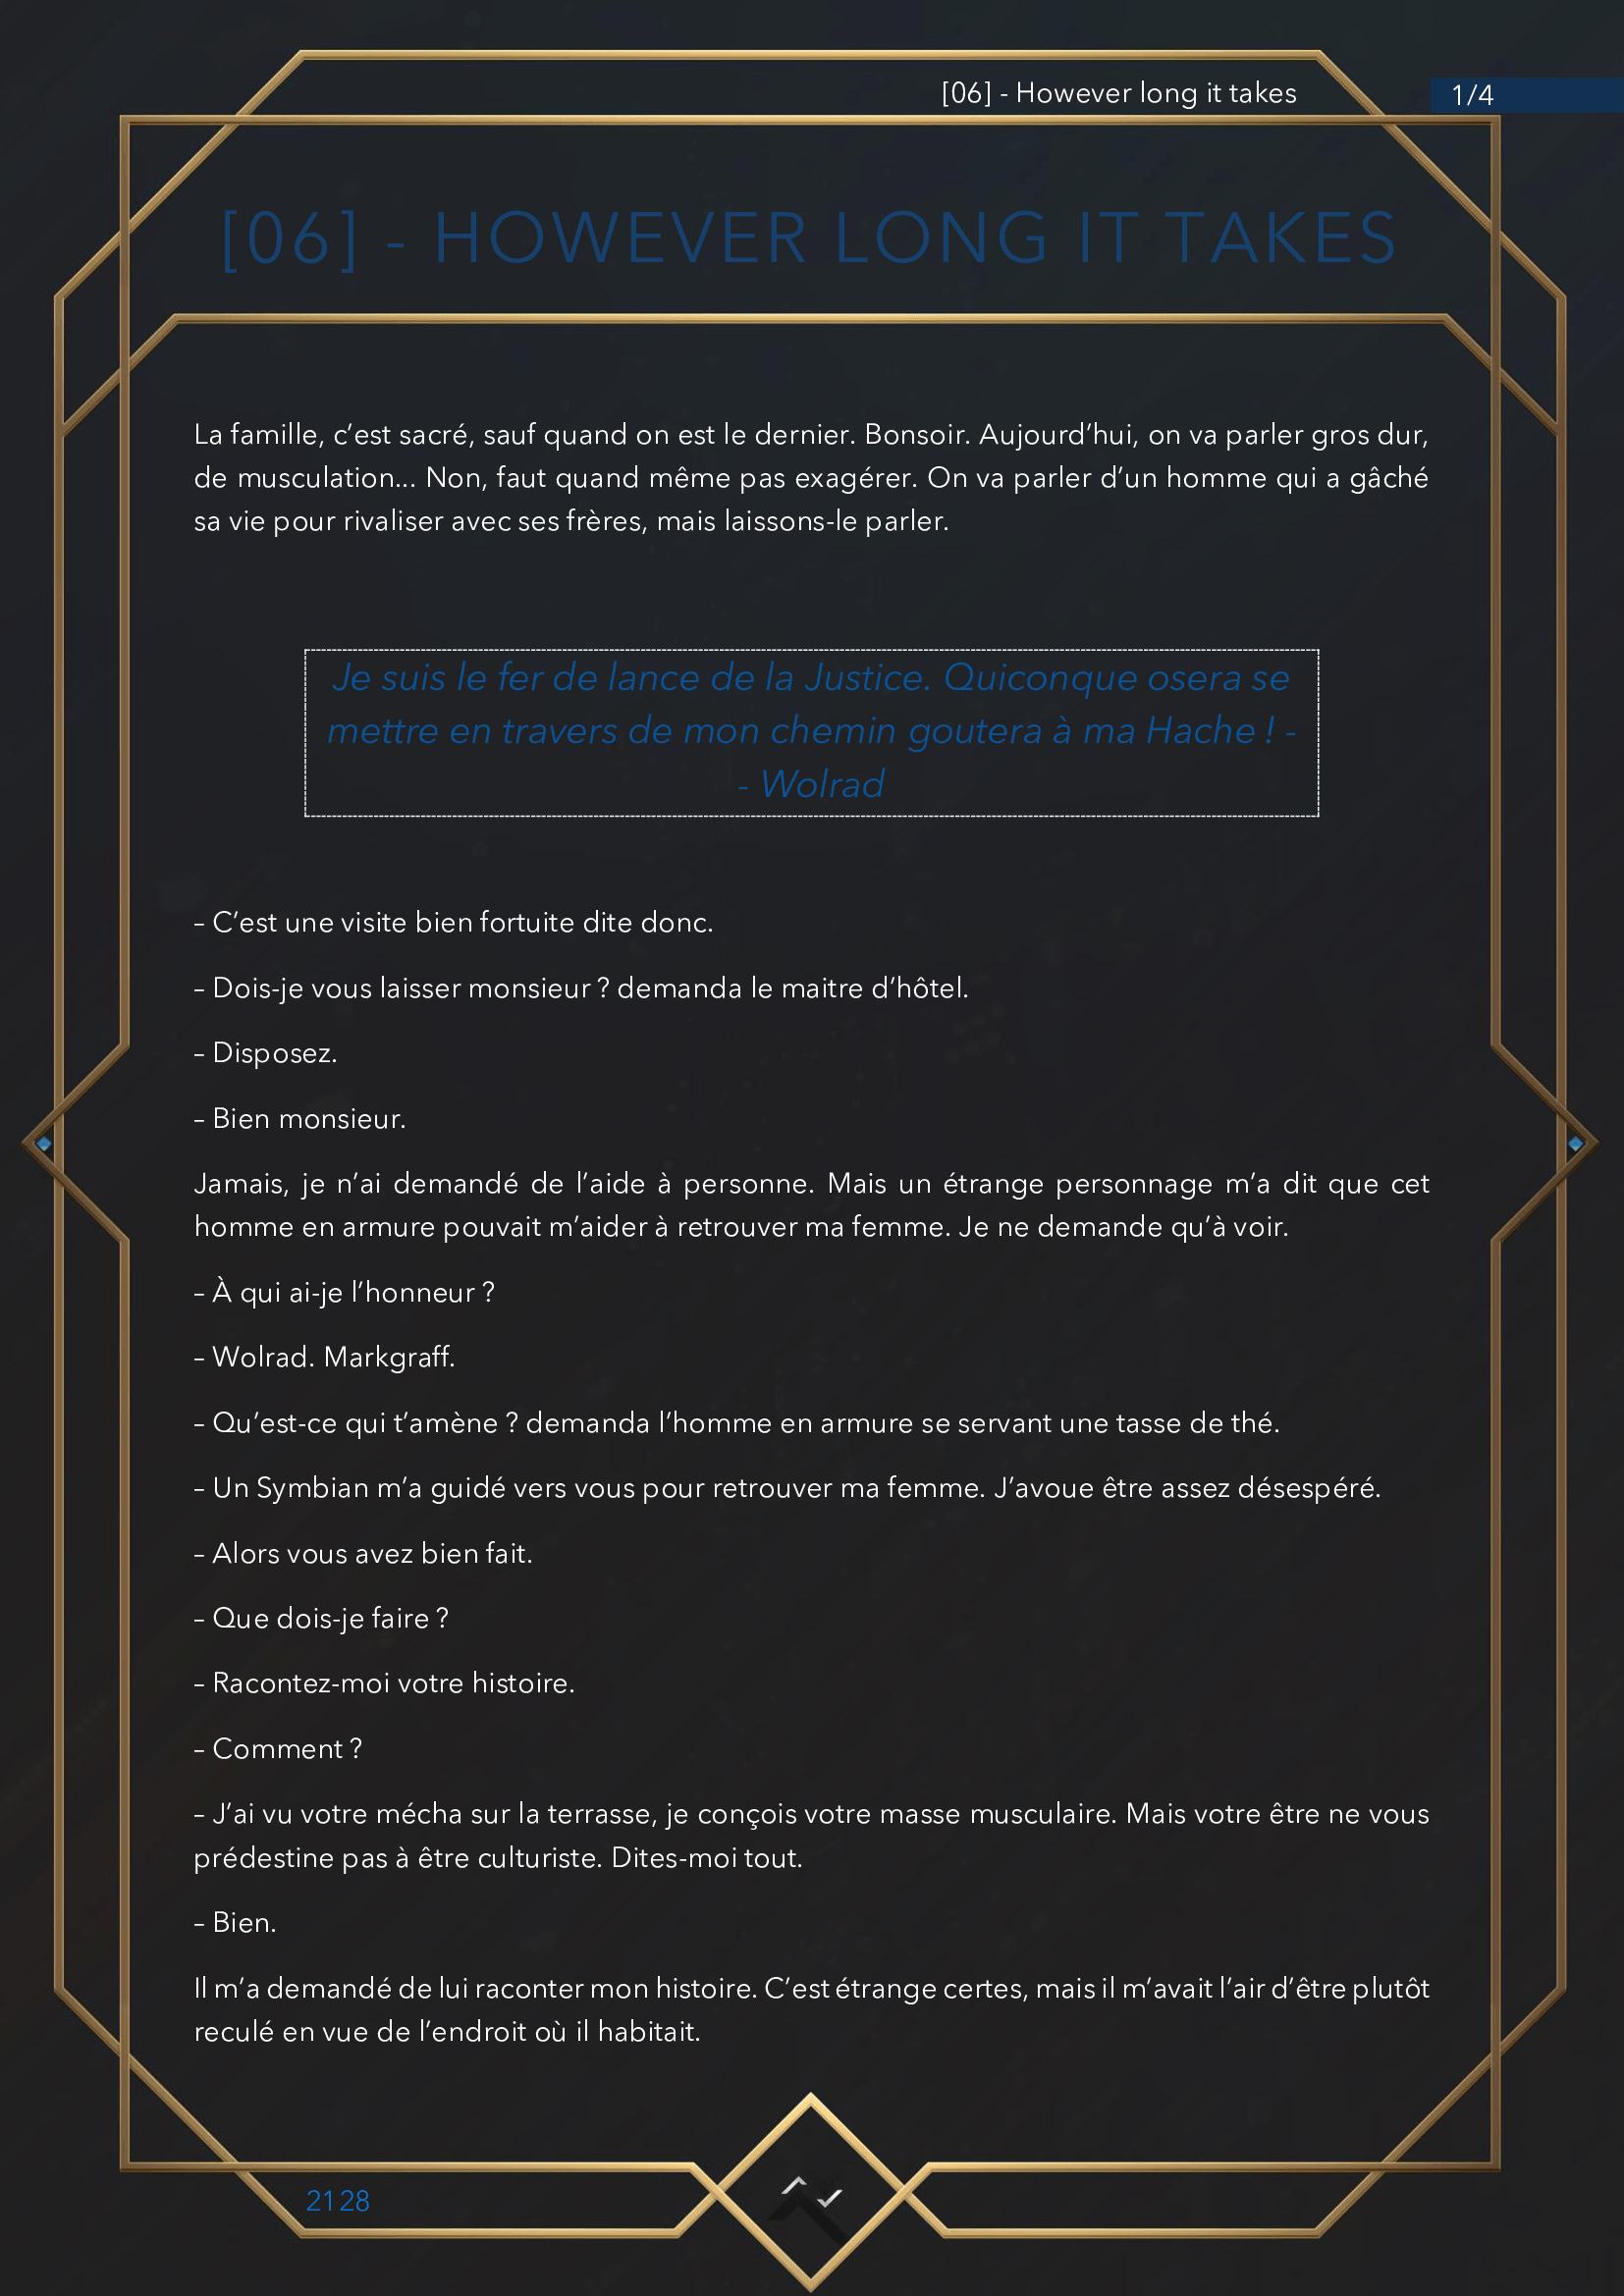 [06] - However long it takes
1/4
[06] - HOWEVER LONG IT TAKES
La famille, c’est sacré, sauf quand on est le dernier. Bonsoir. Aujourd’hui, on va parler gros dur,
de musculation... Non, faut quand même pas exagérer. On va parler d’un homme qui a gâché
sa vie pour rivaliser avec ses frères, mais laissons-le parler.
Je suis le fer de lance de la Justice. Quiconque osera se
mettre en travers de mon chemin goutera à ma Hache ! -
- Wolrad
– C’est une visite bien fortuite dite donc.
– Dois-je vous laisser monsieur ? demanda le maitre d’hôtel.
– Disposez.
– Bien monsieur.
Jamais, je n’ai demandé de l’aide à personne. Mais un étrange personnage m’a dit que cet
homme en armure pouvait m’aider à retrouver ma femme. Je ne demande qu’à voir.
– À qui ai-je l’honneur ?
– Wolrad. Markgraff.
– Qu’est-ce qui t’amène ? demanda l’homme en armure se servant une tasse de thé.
– Un Symbian m’a guidé vers vous pour retrouver ma femme. J’avoue être assez désespéré.
– Alors vous avez bien fait.
– Que dois-je faire ?
– Racontez-moi votre histoire.
– Comment ?
– J’ai vu votre mécha sur la terrasse, je conçois votre masse musculaire. Mais votre être ne vous
prédestine pas à être culturiste. Dites-moi tout.
– Bien.
Il m’a demandé de lui raconter mon histoire. C’est étrange certes, mais il m’avait l’air d’être plutôt
reculé en vue de l’endroit où il habitait.
2128